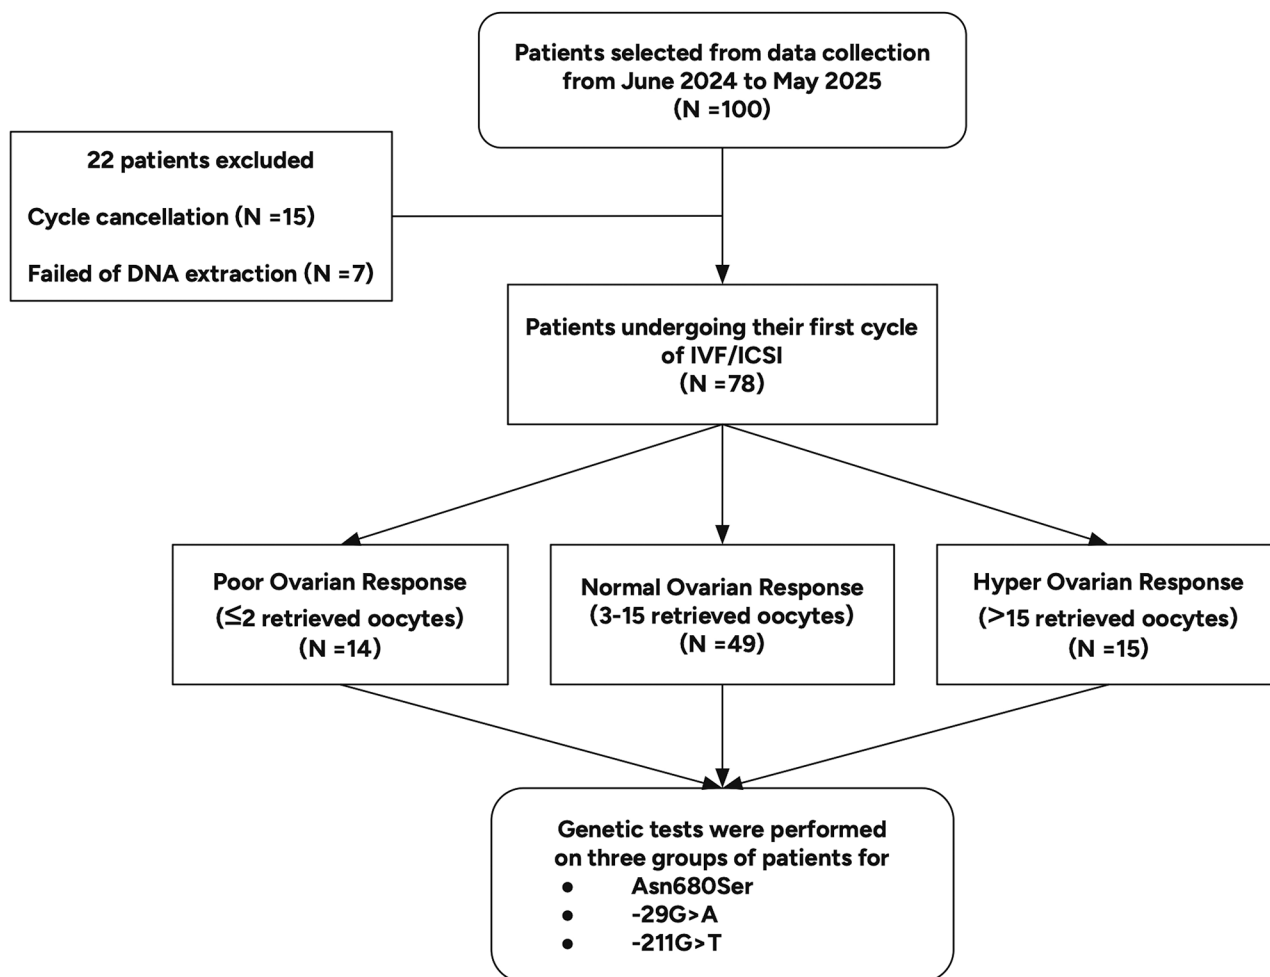 Patients selected from data collection
from June 2024 to May 2025
(N =100)
22 patients excluded
Cycle cancellation (N =15)
Failed of DNA extraction (N =7)
Patients undergoing their first cycle
of IVF/ICSI
(N =78)
Poor Ovarian Response
(≤2 retrieved oocytes)
(N =14)
Normal Ovarian Response
(3-15 retrieved oocytes)
(N =49)
Hyper Ovarian Response
(>15 retrieved oocytes)
(N =15)
Genetic tests were performed
on three groups of patients for
● Asn680Ser
● -29G>A
● -211G>T